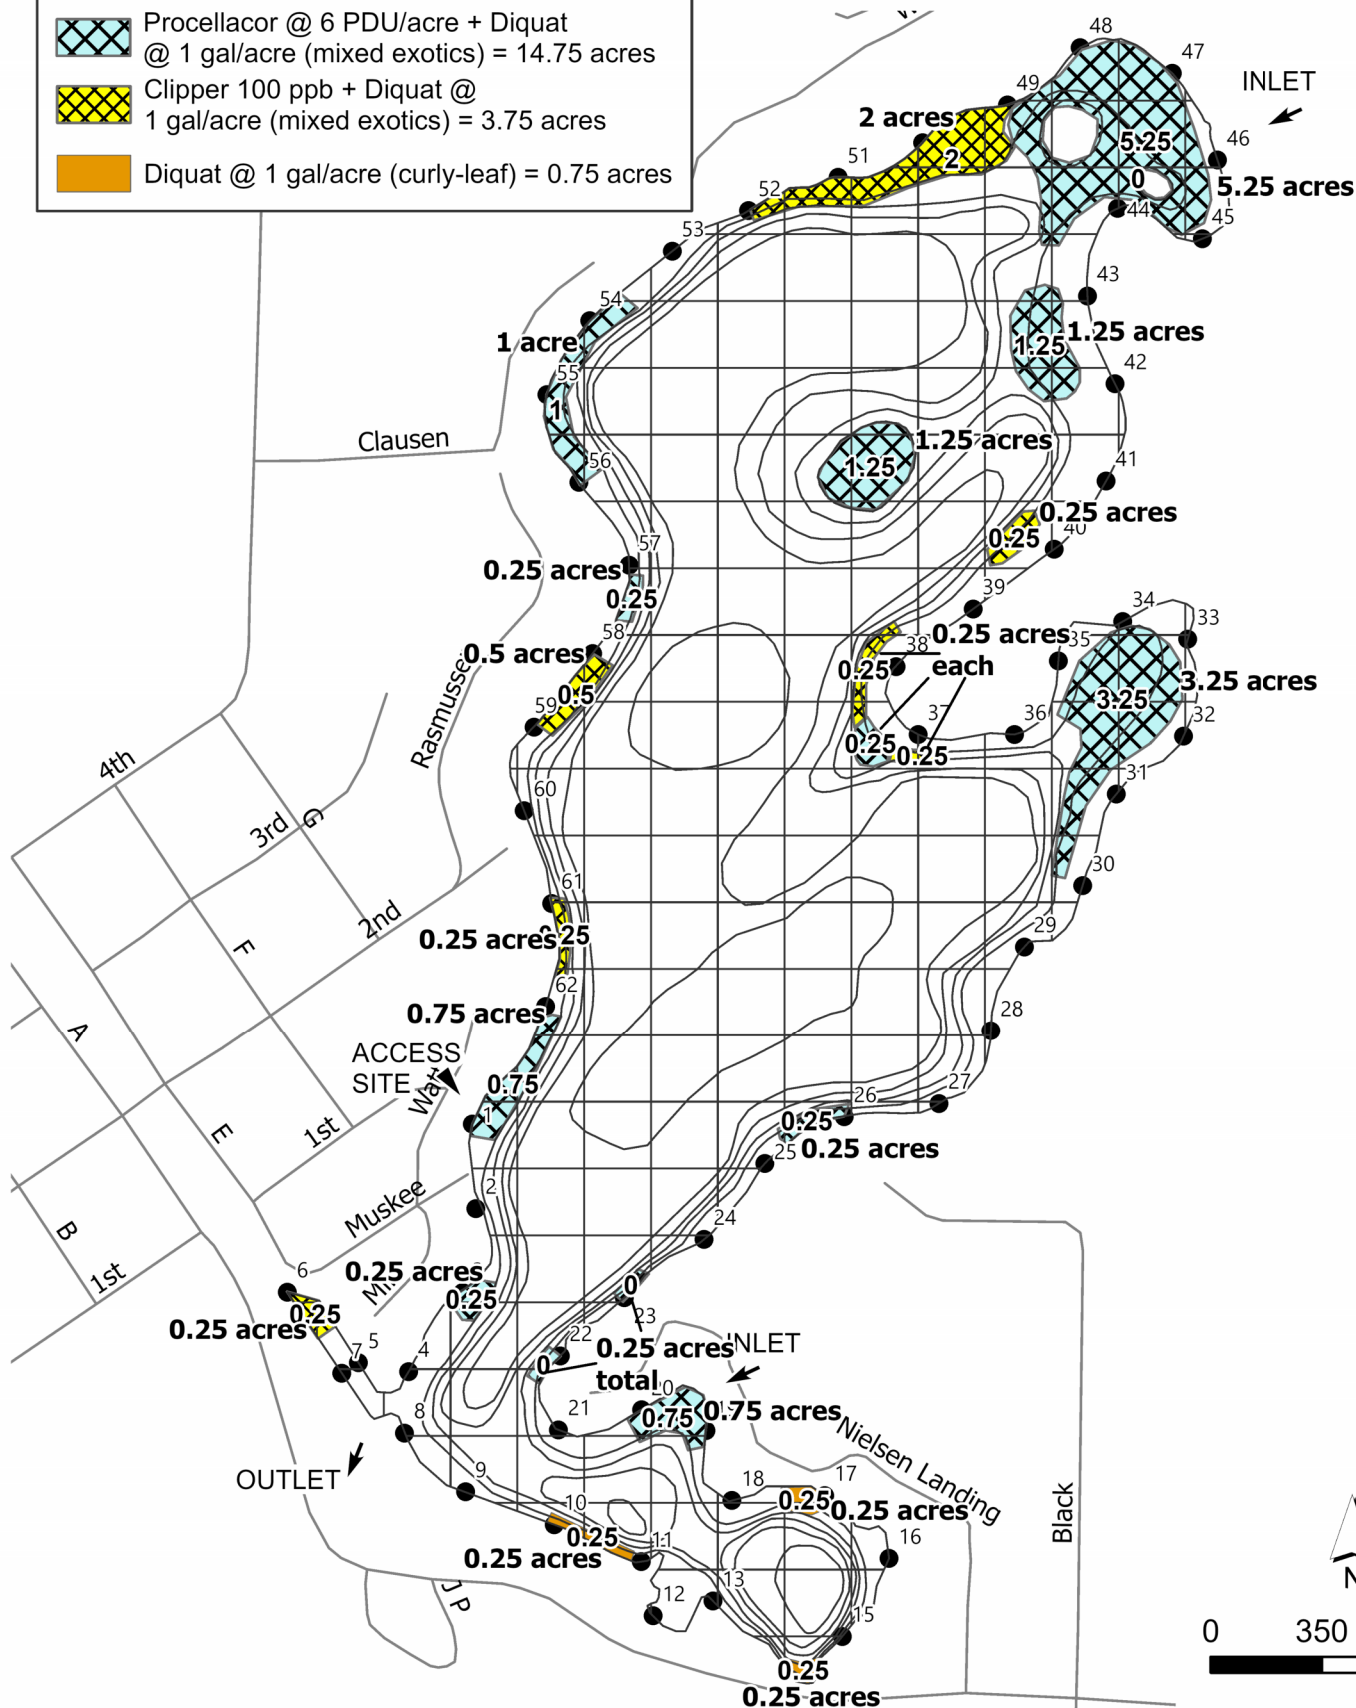 Procellacor @ 6 PDU/acre + Diquat
@ 1 gal/acre (mixed exotics) = 14.75 acres
Clipper 100 ppb + Diquat @
1 gal/acre (mixed exotics) = 3.75 acres
Diquat @ 1 gal/acre (curly-leaf) = 0.75 acres
48
47
INLET
49
2 acres
5.25
46
51
2
0
5.25 acres
52
44
45
53
43
54
1.25 acres
1 acre
1.25
42
55
1
Clausen
1.25 acres
56
1.25
41
0.25 acres
40
0.25
57
0.25 acres
0.25
39
34
33
58
0.25 acres
each
38
35
0.5 acres
0.25
3.25 acres
0.5
3.25
59
37
36
32
Rasmusse
0.25
0.25
4th
31
60
3rd
G
61
30
2nd
0.25 acres
25
29
F
62
0.75 acres
28
A
ACCESS
SITE
0.75
Wat
27
26
1
0.25
E
1st
25
0.25 acres
2
Muskee
24
B
1st
6
0.25 acres
0.25
0
0.25
0.25 acres
23
22
INLET
5
7
4
0
0.25 acres
total
20
8
21
0.75
0.75 acres
Nielsen Landing
9
OUTLET
18
17
10
0.25
0.25 acres
Black
0.25
11
16
0.25 acres
12
13
15
J P
0.25
0.25 acres
N
0
350